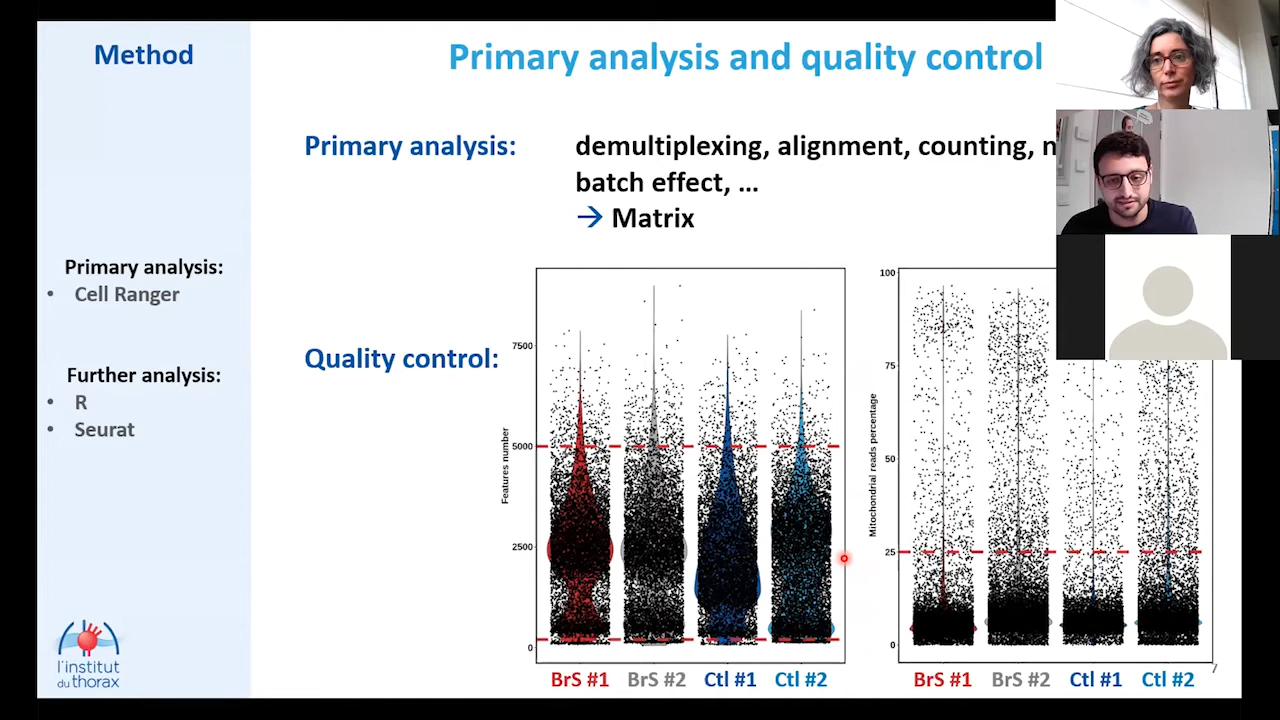 Method
Primary analysis and quality control
Primary analysis:
demultiplexing, alignment, counting,
batch effect, ...
→ Matrix
Primary analysis:
• Cell Ranger
Further analysis:
• R
• Seurat
Quality control:
Features number
7500
5000
2500
0
BrS #1 BrS #2 Ctl #1 Ctl #2
Mitochondrial reads percentage
100
75
50
25
0
BrS #1 BrS #2 Ctl #1 Ctl #2
7
l'institut
du thorax